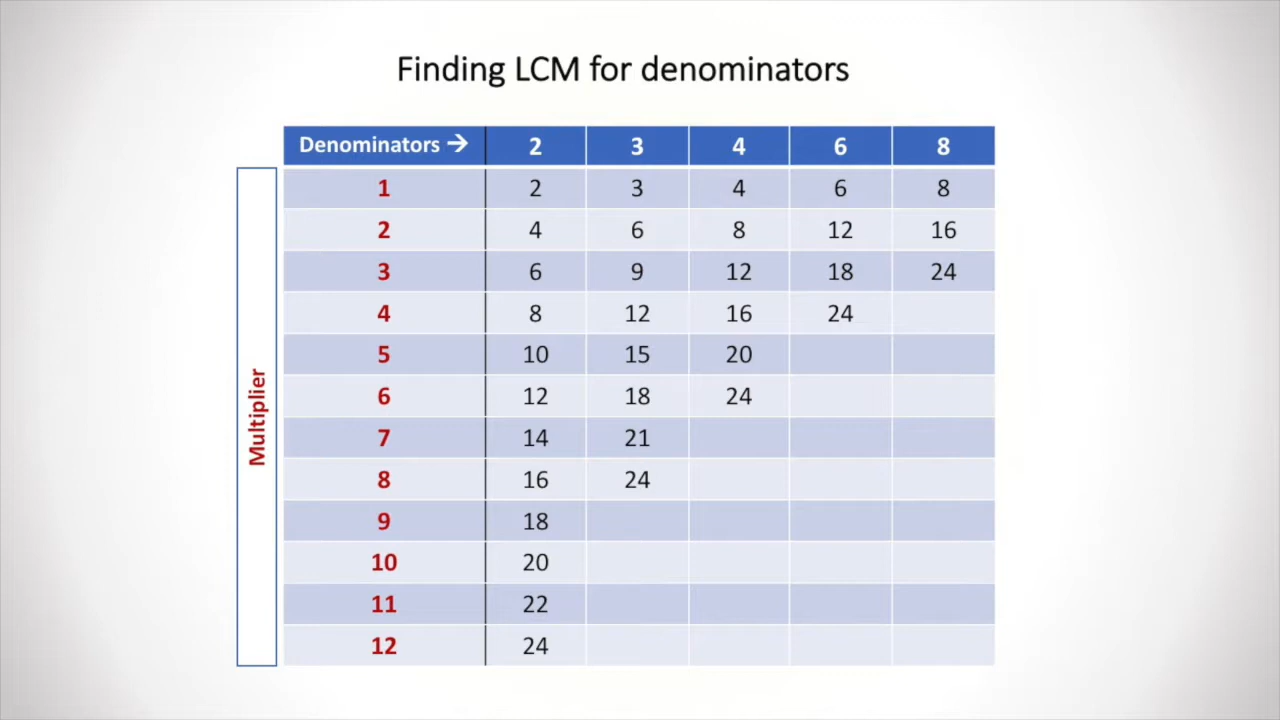 Finding LCM for denominators
Denominators → 2 3 4 6 8
Multiplier
1 2 3 4 6 8
2 4 6 8 12 16
3 6 9 12 18 24
4 8 12 16 24
5 10 15 20
6 12 18 24
7 14 21
8 16 24
9 18
10 20
11 22
12 24